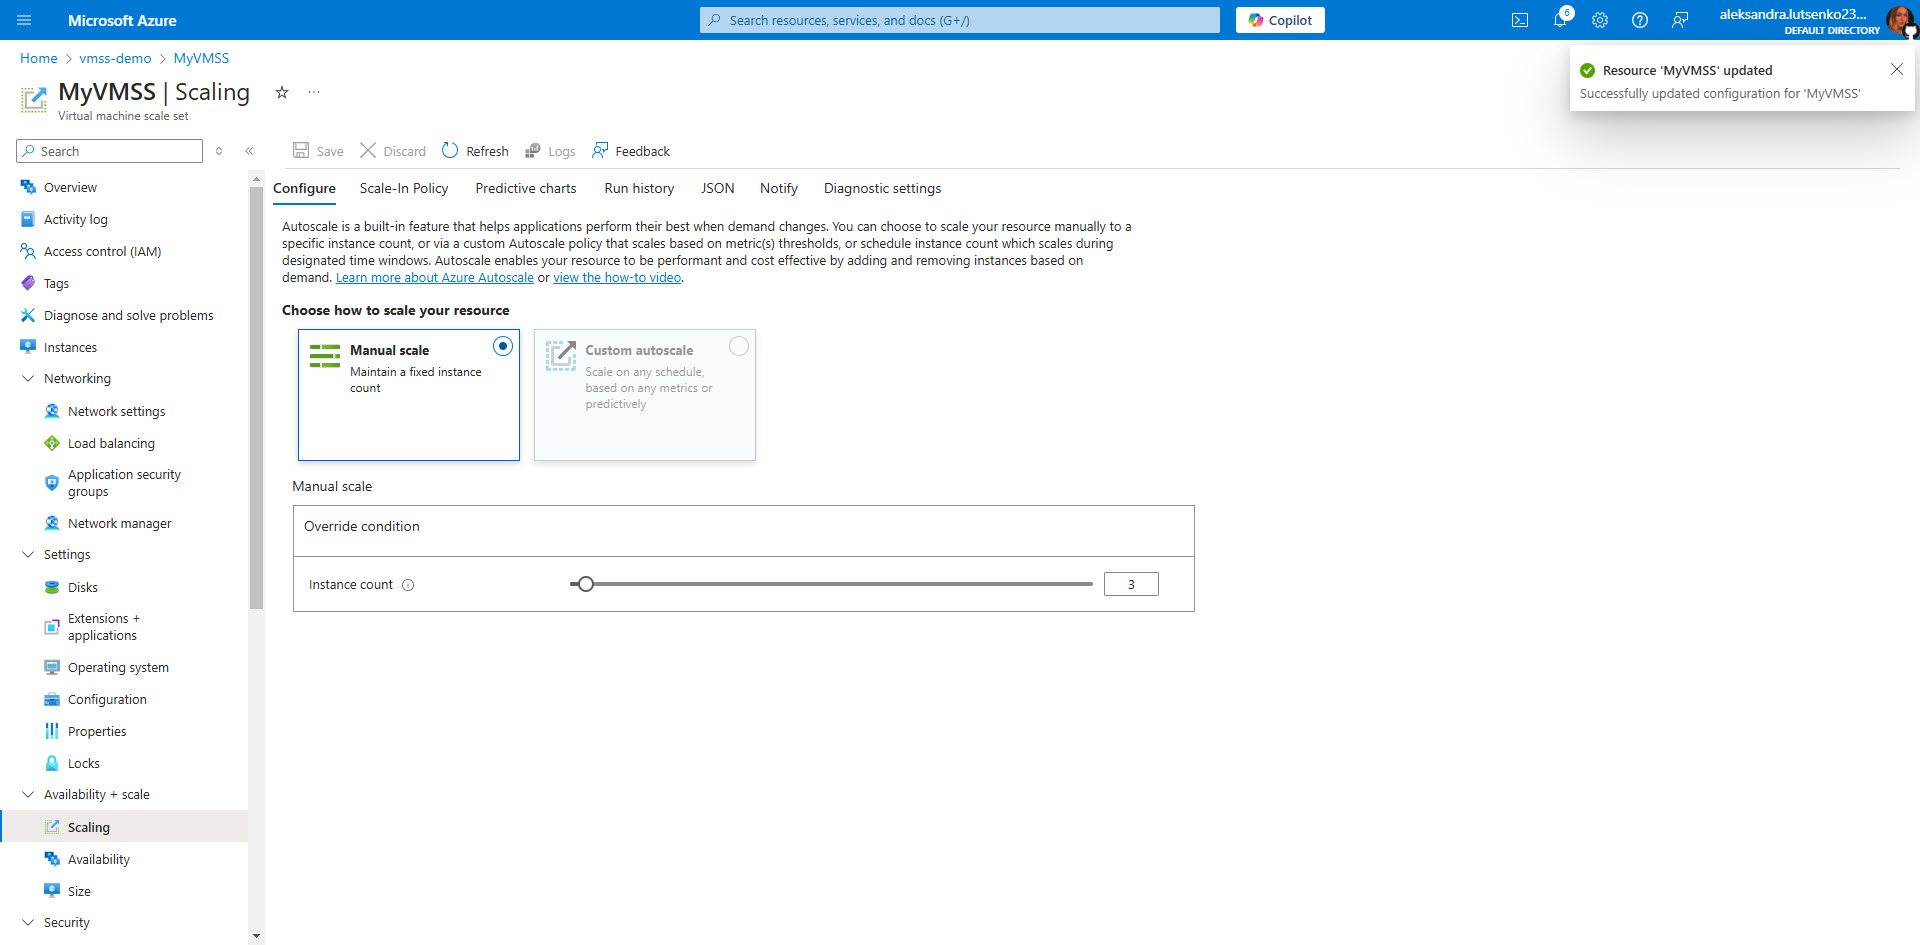 Microsoft Azure
Search resources, services, and docs (G+/)
Copilot
6
aleksandra.lutsenko23...
DEFAULT DIRECTORY
Home > vmss-demo > MyVMSS
Resource 'MyVMSS' updated
Successfully updated configuration for 'MyVMSS'
MyVMSS | Scaling
Virtual machine scale set
Search
Save
Discard
Refresh
Logs
Feedback
Overview
Activity log
Access control (IAM)
Tags
Diagnose and solve problems
Instances
Networking
Network settings
Load balancing
Application security
groups
Network manager
Settings
Disks
Extensions +
applications
Operating system
Configuration
Properties
Locks
Availability + scale
Scaling
Availability
Size
Security
Configure
Scale-In Policy
Predictive charts
Run history
JSON
Notify
Diagnostic settings
Autoscale is a built-in feature that helps applications perform their best when demand changes. You can choose to scale your resource manually to a
specific instance count, or via a custom Autoscale policy that scales based on metric(s) thresholds, or schedule instance count which scales during
designated time windows. Autoscale enables your resource to be performant and cost effective by adding and removing instances based on
demand. Learn more about Azure Autoscale or view the how-to video.
Choose how to scale your resource
Manual scale
Maintain a fixed instance
count
Custom autoscale
Scale on any schedule,
based on any metrics or
predictively
Manual scale
Override condition
Instance count
3